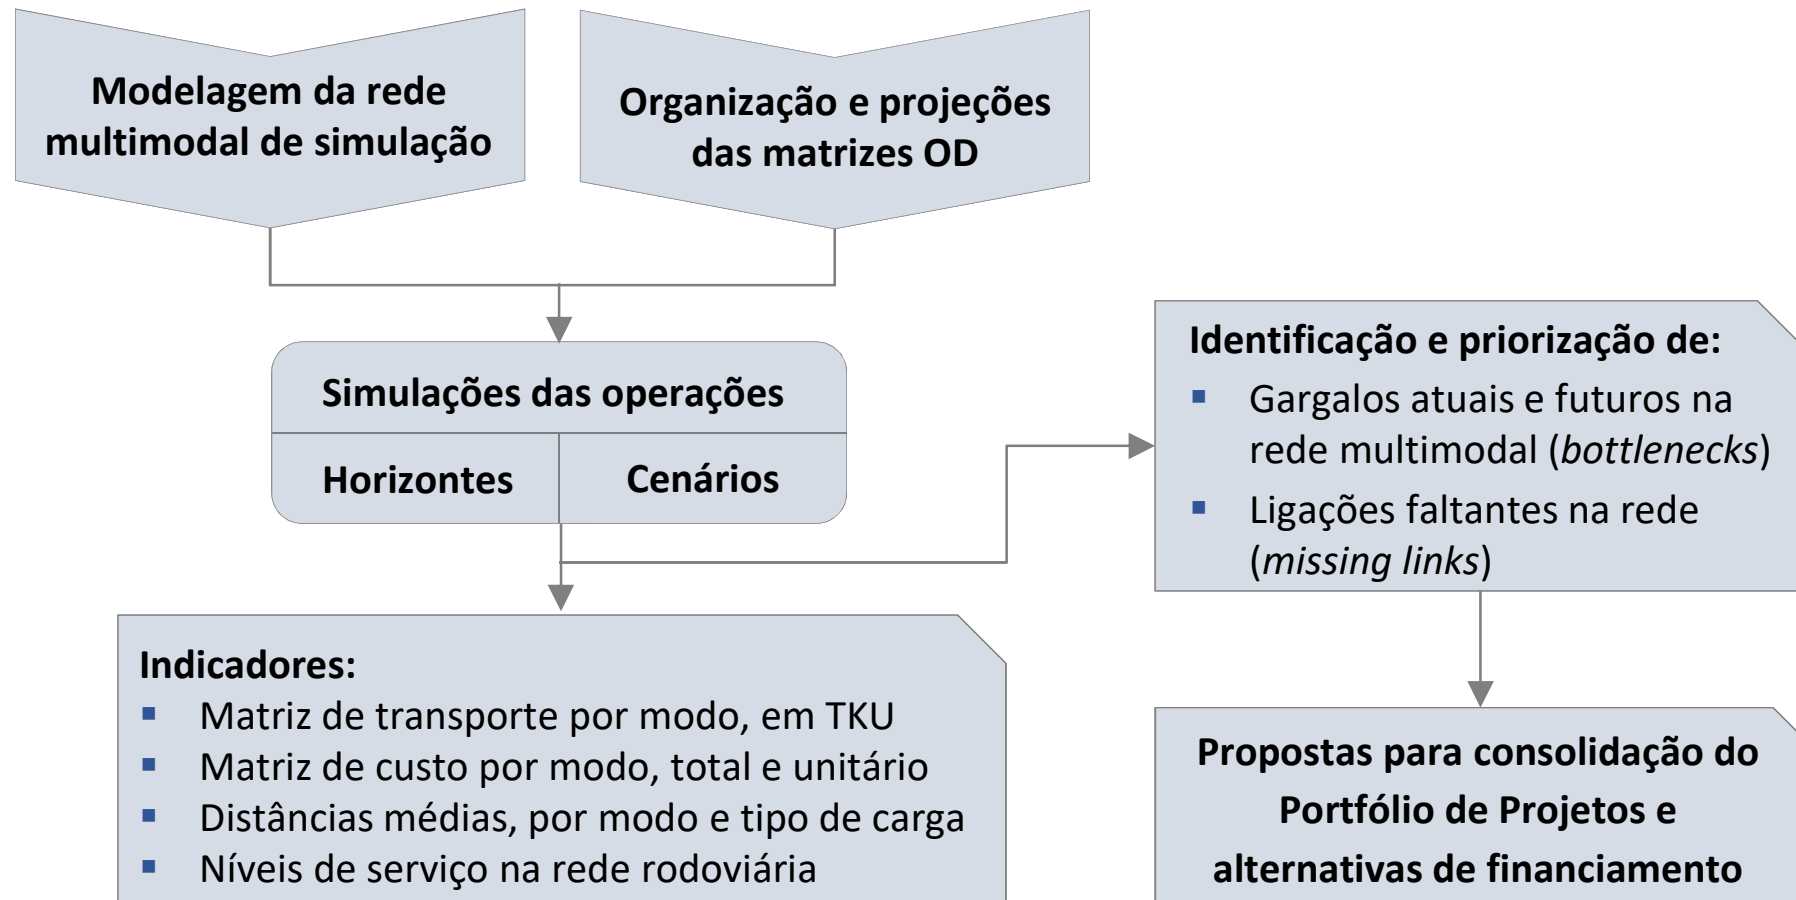 Modelagem da rede
multimodal de simulação
Organização e projeções
das matrizes OD
Simulações das operações
Horizontes
Cenários
Identificação e priorização de:
Gargalos atuais e futuros na
rede multimodal (bottlenecks)
Ligações faltantes na rede
(missing links)
Indicadores:
Matriz de transporte por modo, em TKU
Matriz de custo por modo, total e unitário
Distâncias médias, por modo e tipo de carga
Níveis de serviço na rede rodoviária
Propostas para consolidação do
Portfólio de Projetos e
alternativas de financiamento